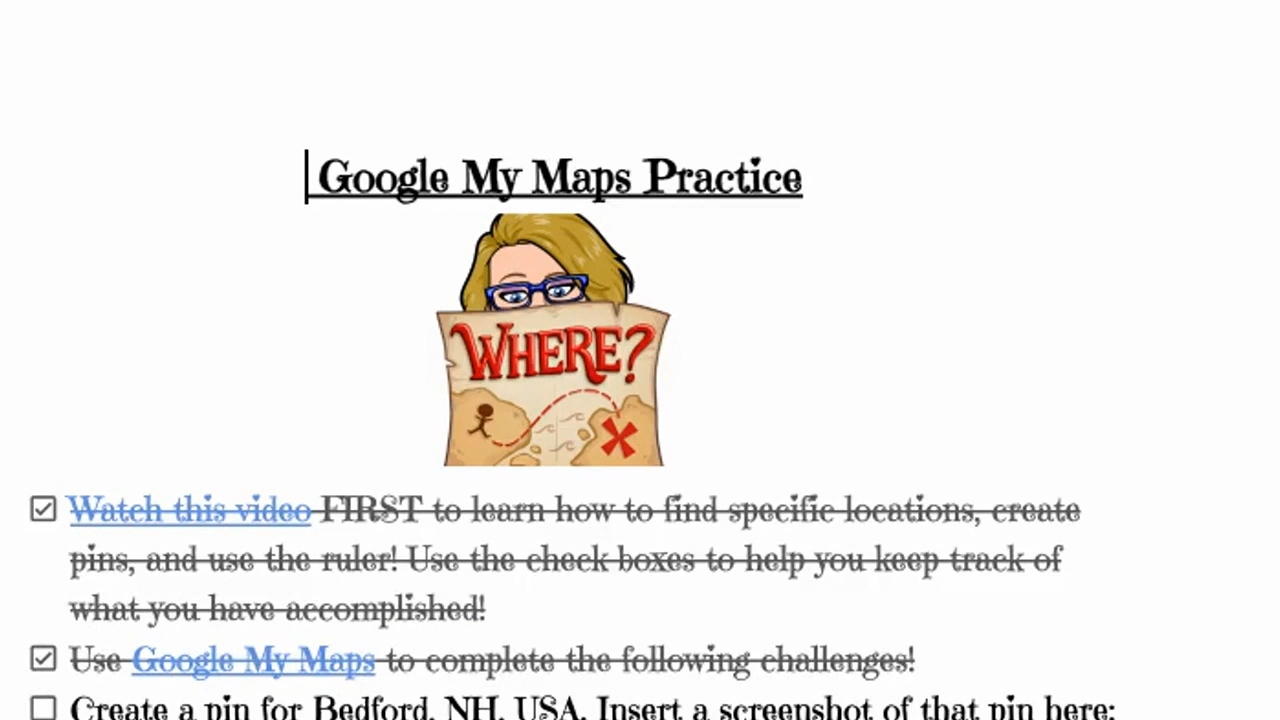 Google My Maps Practice
WHERE?
Watch this video FIRST to learn how to find specific locations, create
pins, and use the ruler! Use the check boxes to help you keep track of
what you have accomplished!
Use Google My Maps to complete the following challenges!
Create a pin for Bedford, NH, USA. Insert a screenshot of that pin here: